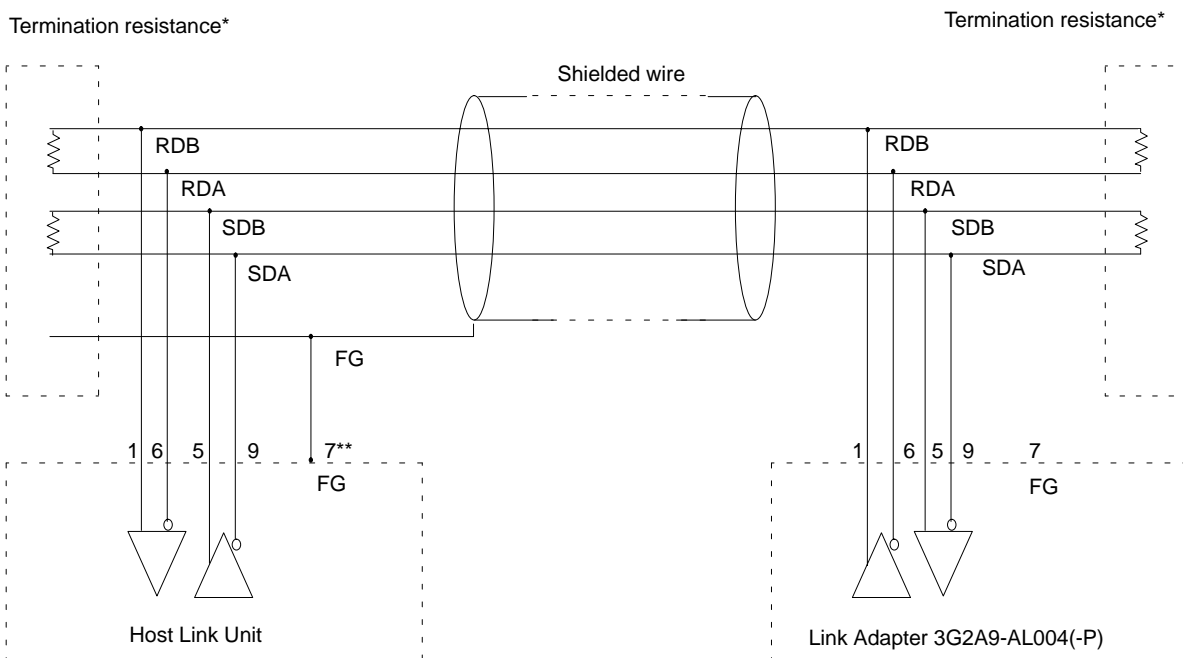 Termination resistance*
Termination resistance*
Shielded wire
RDB
RDB
RDA
RDA
SDB
SDB
SDA
SDA
FG
1 6 5 9 7**
1 6 5 9 7
FG
FG
Host Link Unit
Link Adapter 3G2A9-AL004(-P)